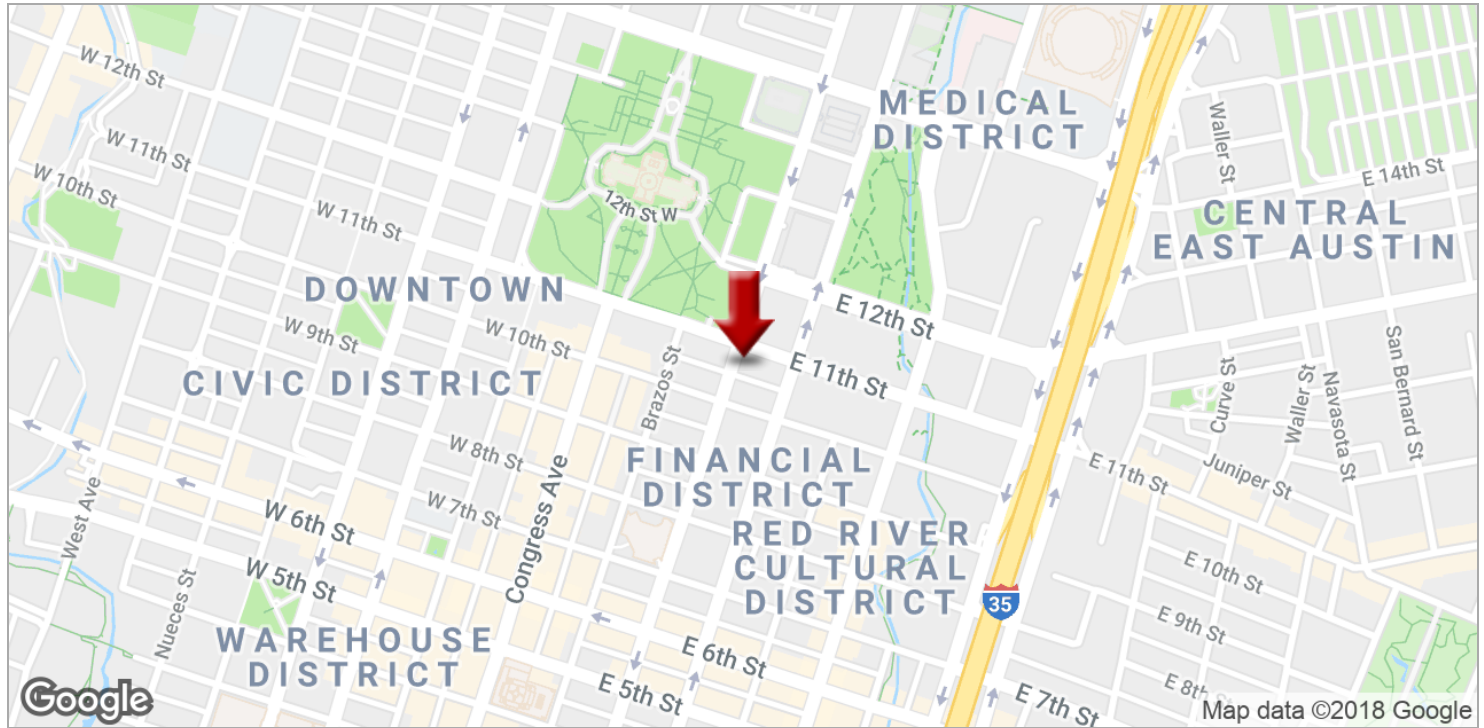 W 12th St
W 11th St
W 10th St
W 11th St
12th St W
MEDICAL
DISTRICT
Waller St
E 14th St
CENTRAL
EAST AUSTIN
DOWNTOWN
W 9th St
W 10th St
CIVIC DISTRICT
Brazos St
E 12th St
E 11th St
Curve St
Waller St
Navasota St
San Bernard St
W 8th St
W 7th St
Congress Ave
FINANCIAL
DISTRICT
E 11th St
Juniper St
West Ave
W 6th St
W 5th St
Nueces St
RED RIVER
CULTURAL
DISTRICT
35
E 10th St
E 9th St
WAREHOUSE
DISTRICT
E 6th St
E 5th St
E 7th St
E 8th St
Google
Map data ©2018 Google